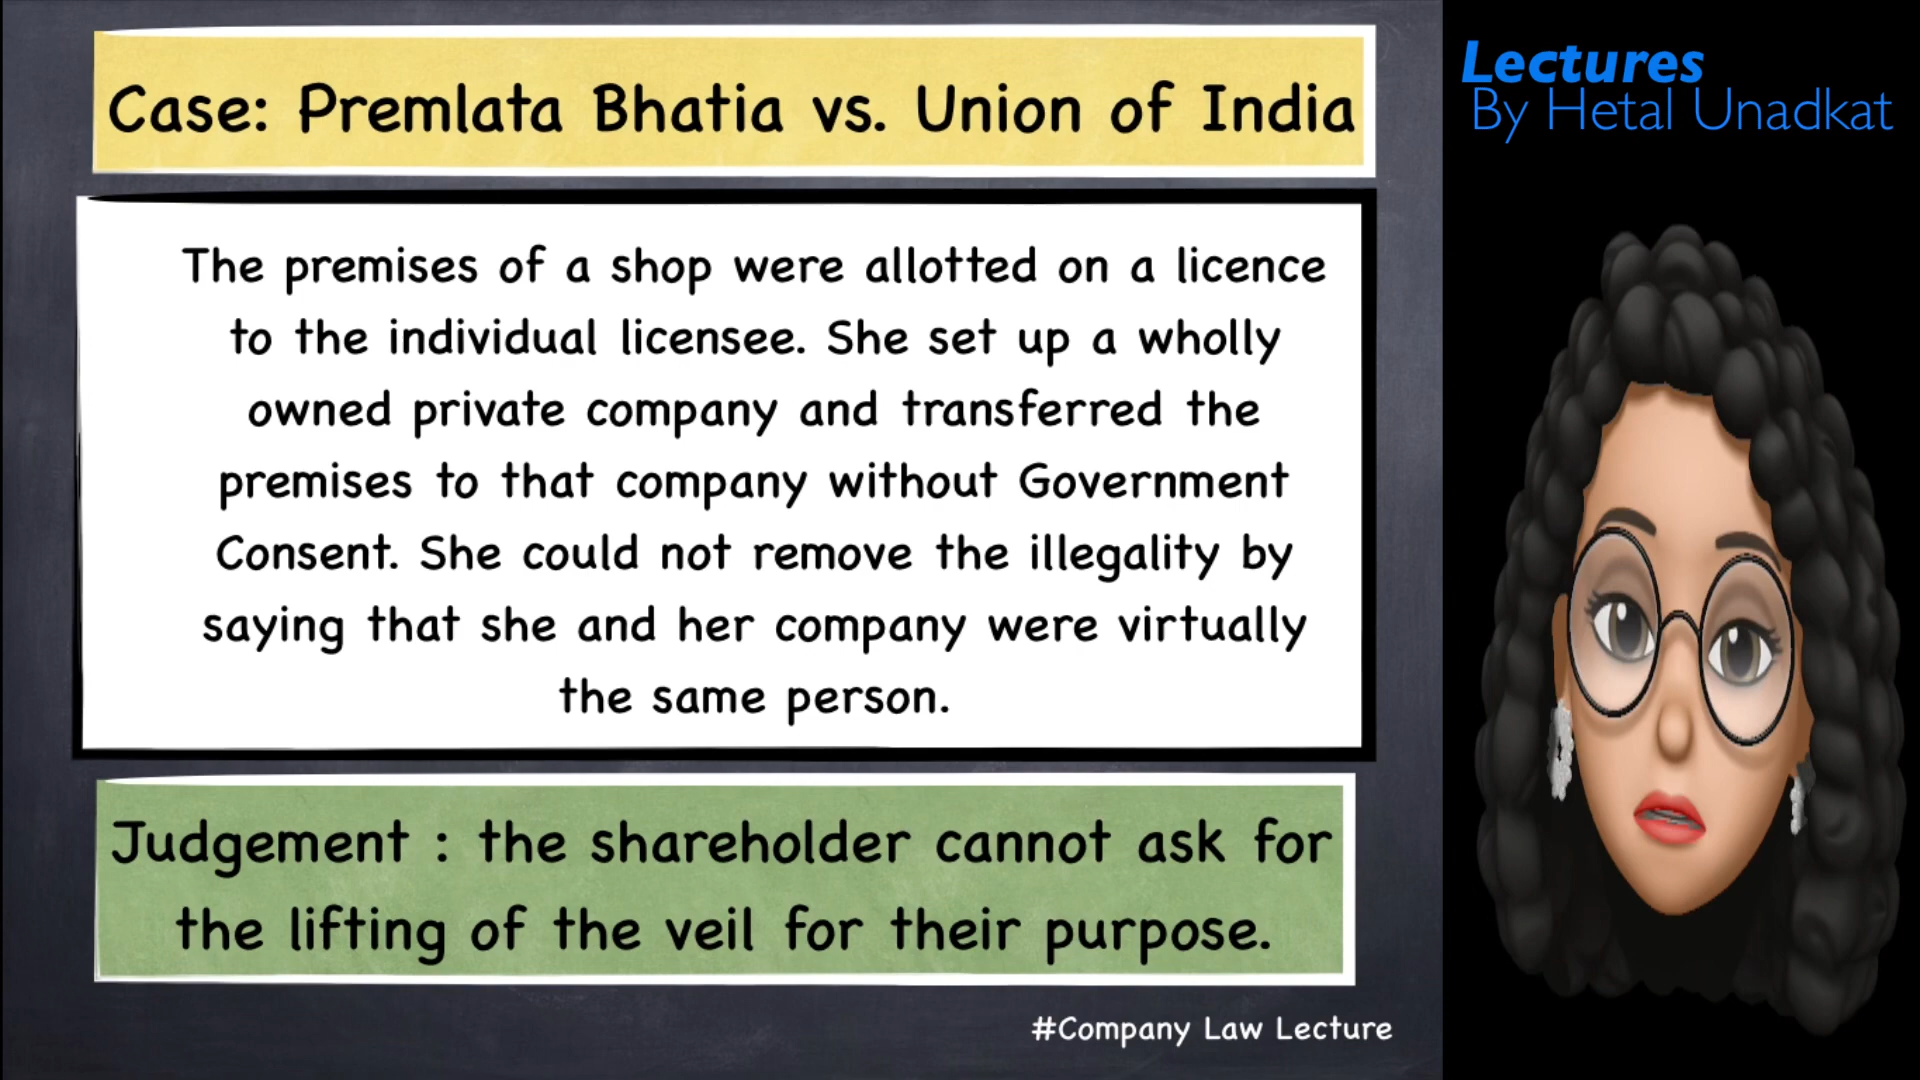 Case: Premlata Bhatia vs. Union of India
Lectures
By Hetal Unadkat
The premises of a shop were allotted on a licence
to the individual licensee. She set up a wholly
owned private company and transferred the
premises to that company without Government
Consent. She could not remove the illegality by
saying that she and her company were virtually
the same person.
Judgement : the shareholder cannot ask for
the lifting of the veil for their purpose.
#Company Law Lecture